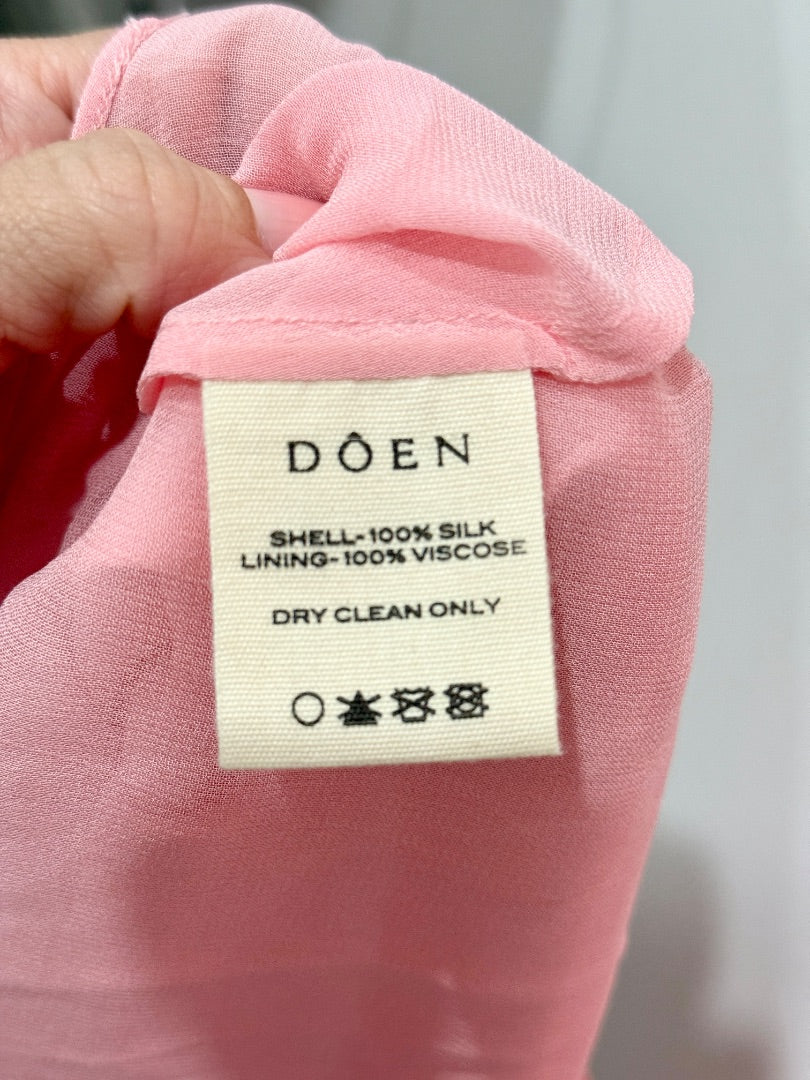 DÔEN
SHELL-100% SILK
LINING-100% VISCOSE
DRY CLEAN ONLY